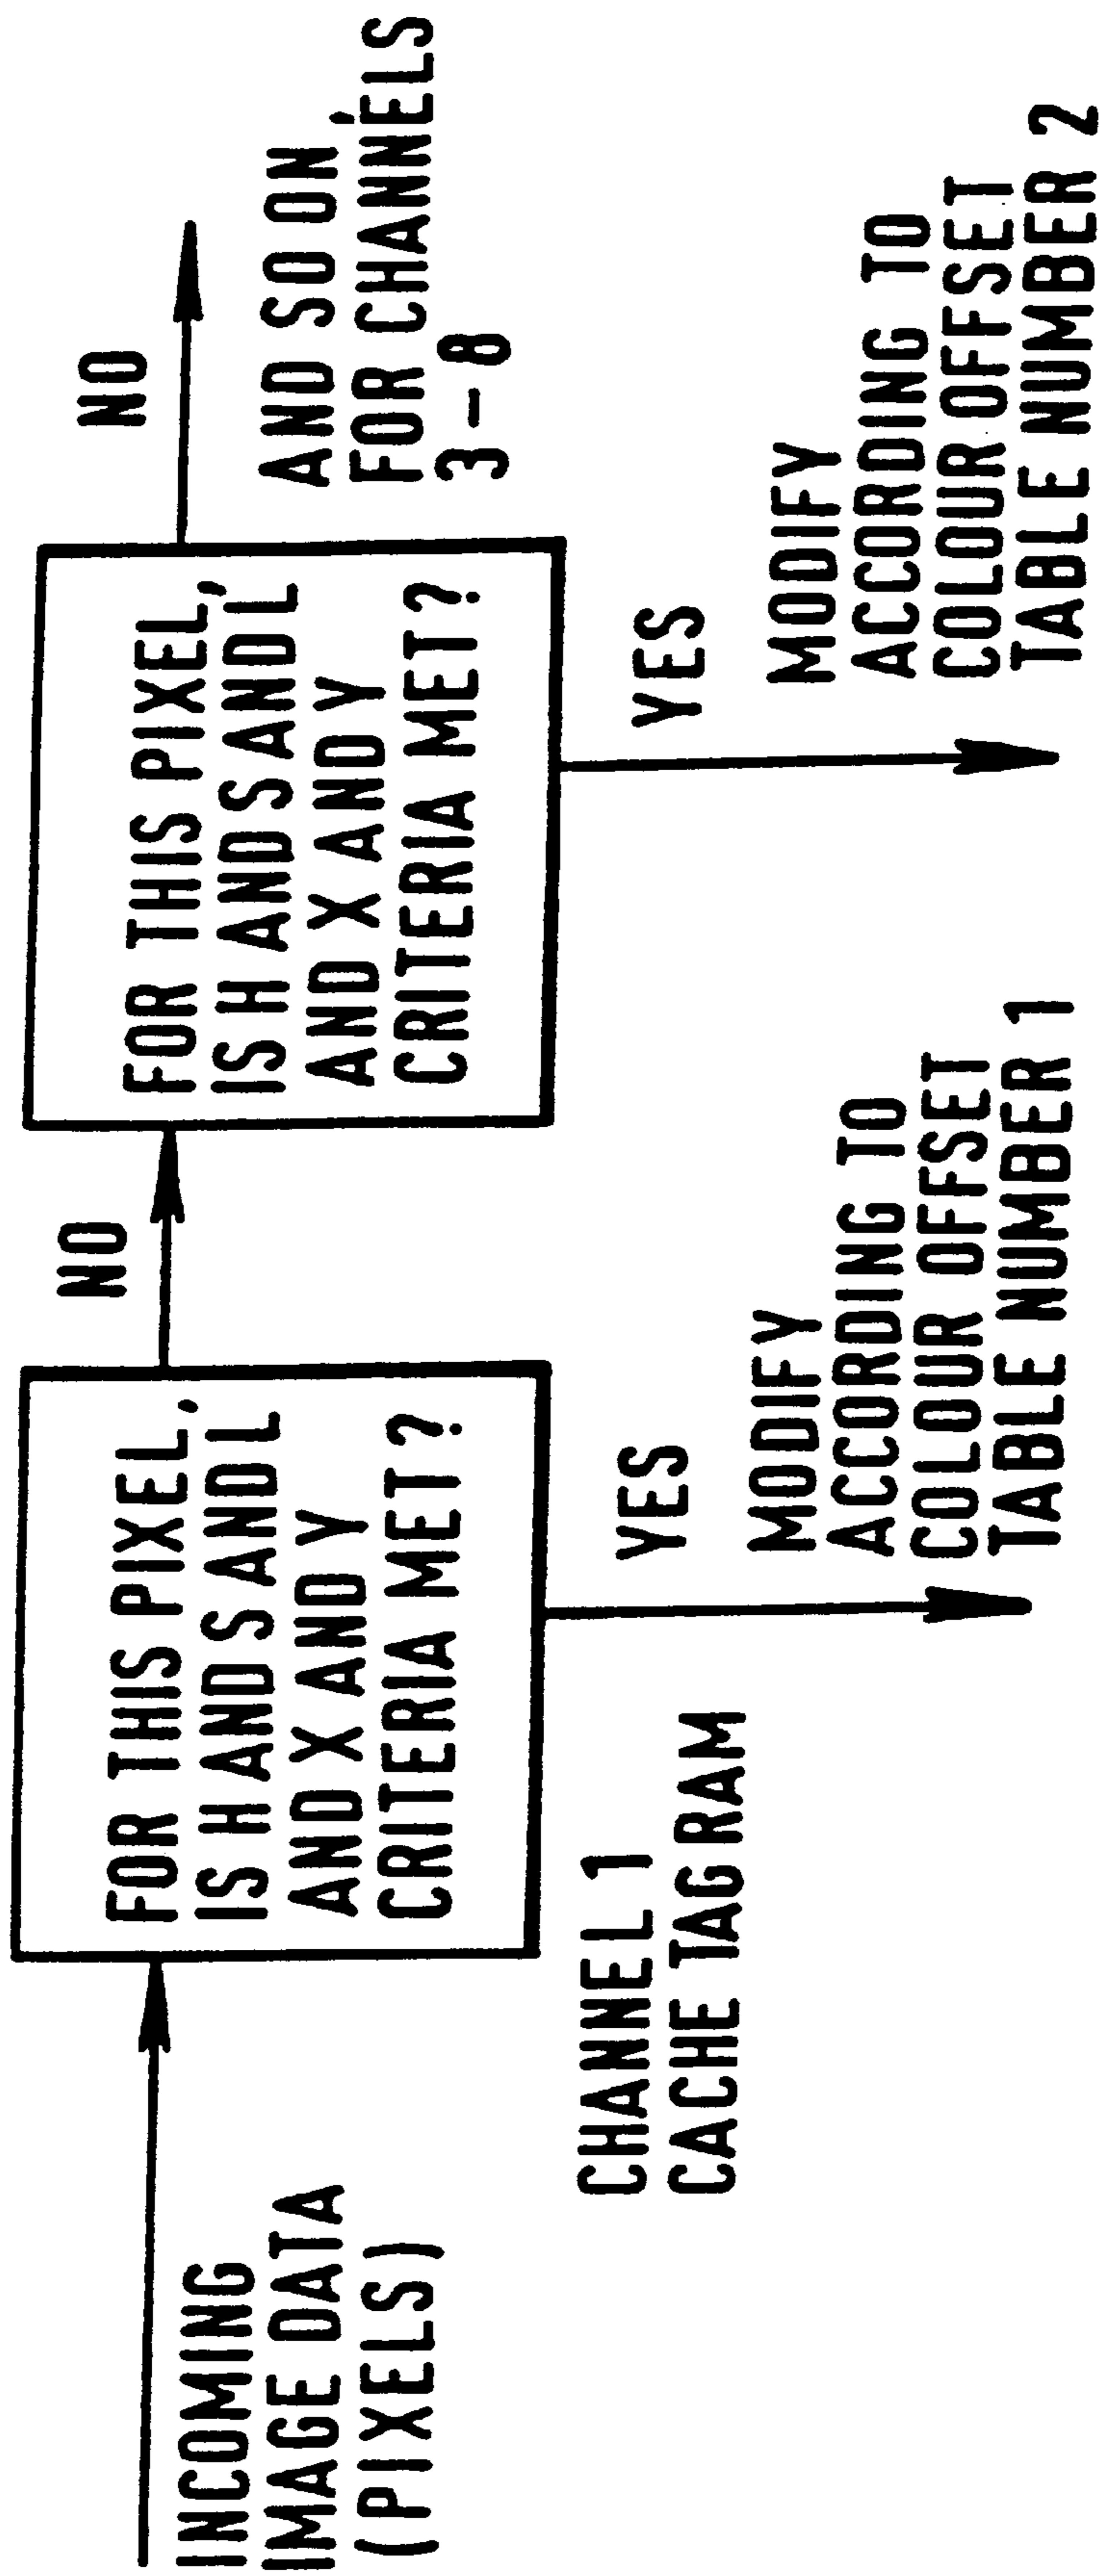 INCOMING
IMAGE DATA
(PIXELS)
FOR THIS PIXEL,
IS H AND S AND L
AND X AND Y
CRITERIA MET?
CHANNEL 1
CACHE TAG RAM
YES
MODIFY
ACCORDING TO
COLOUR OFFSET
TABLE NUMBER 1
NO
FOR THIS PIXEL,
IS H AND S AND L
AND X AND Y
CRITERIA MET?
YES
MODIFY
ACCORDING TO
COLOUR OFFSET
TABLE NUMBER 2
NO
AND SO ON,
FOR CHANNELS
3-8